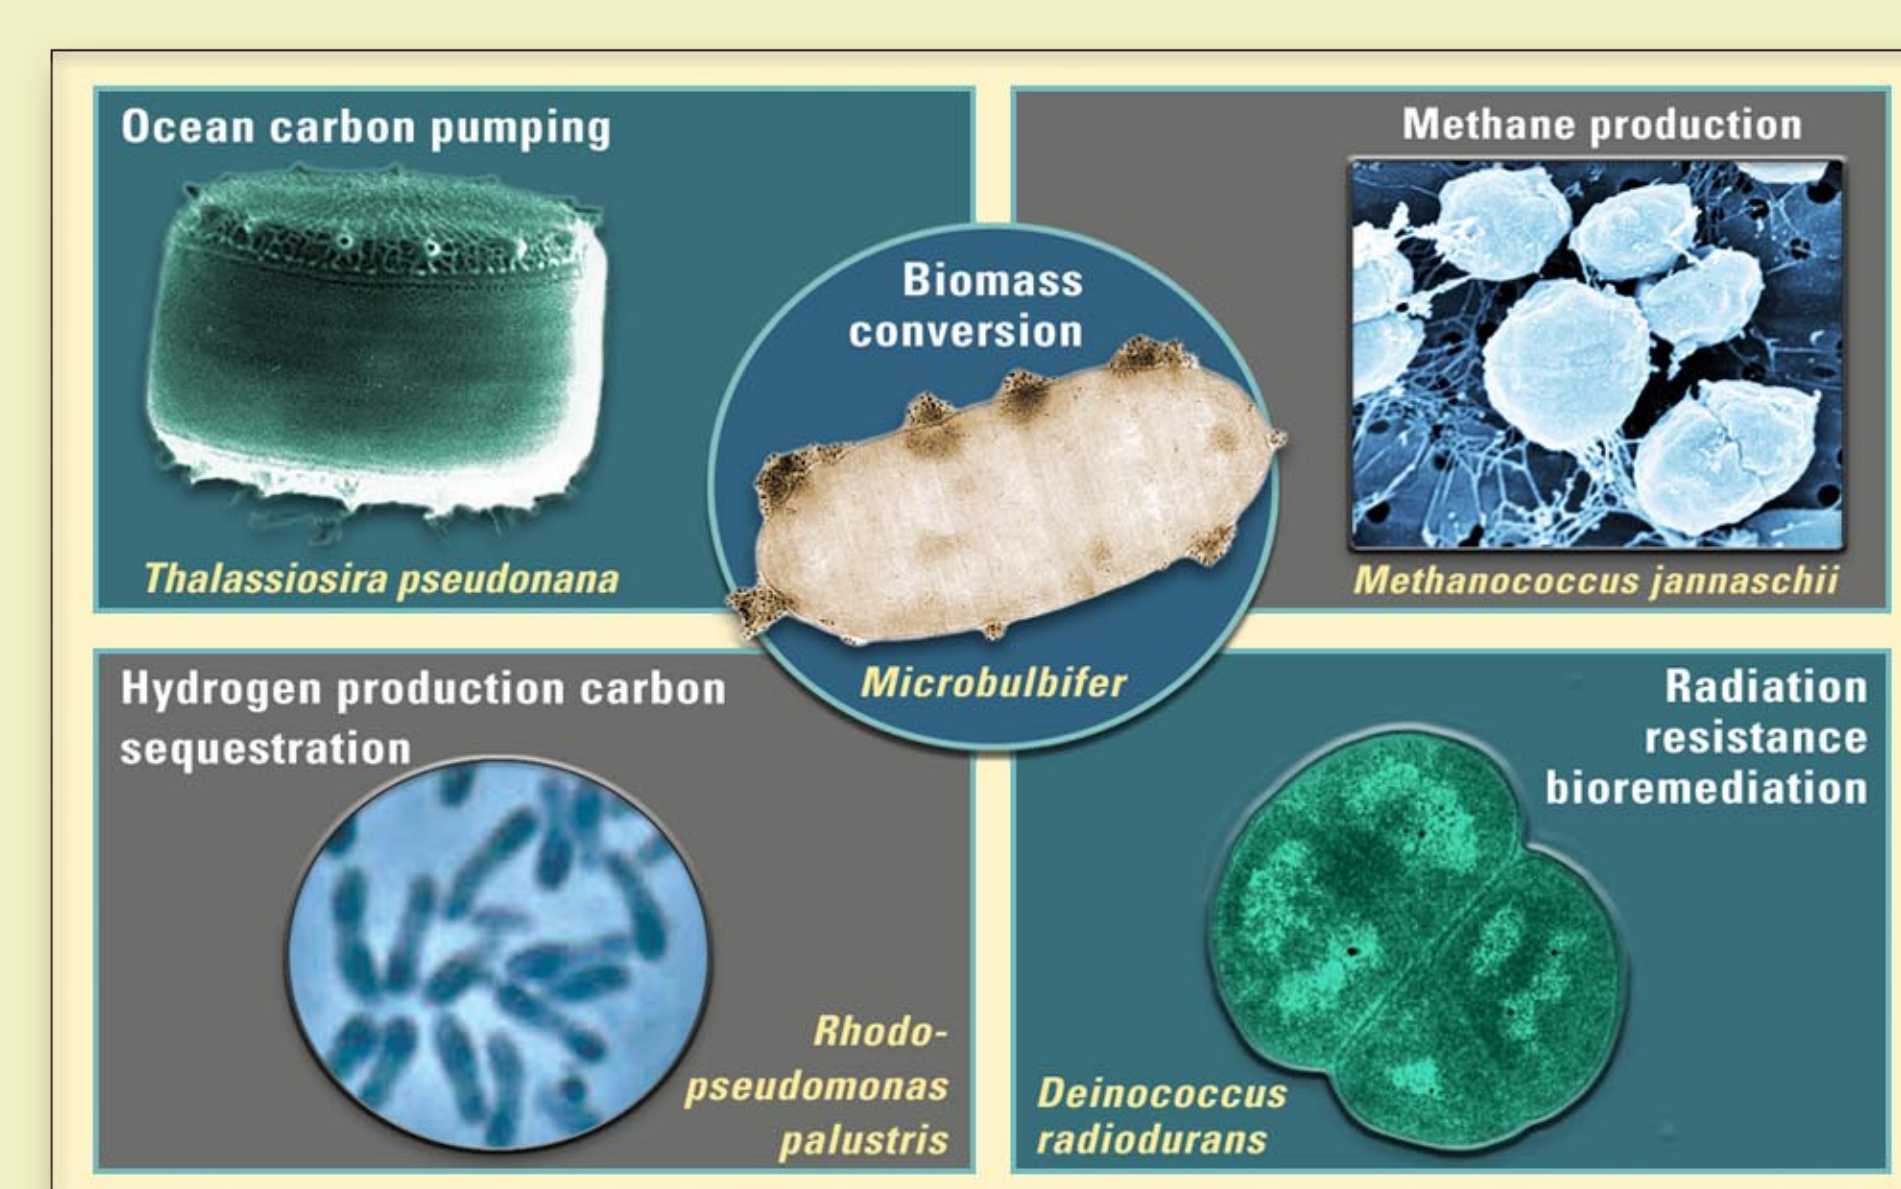 Ocean carbon pumping
Thalassiosira pseudonana
Methane production
Methanococcus jannaschii
Biomass
conversion
Microbulbifer
Hydrogen production carbon
sequestration
Rhodo-
pseudomonas
palustris
Radiation
resistance
bioremediation
Deinococcus
radiodurans